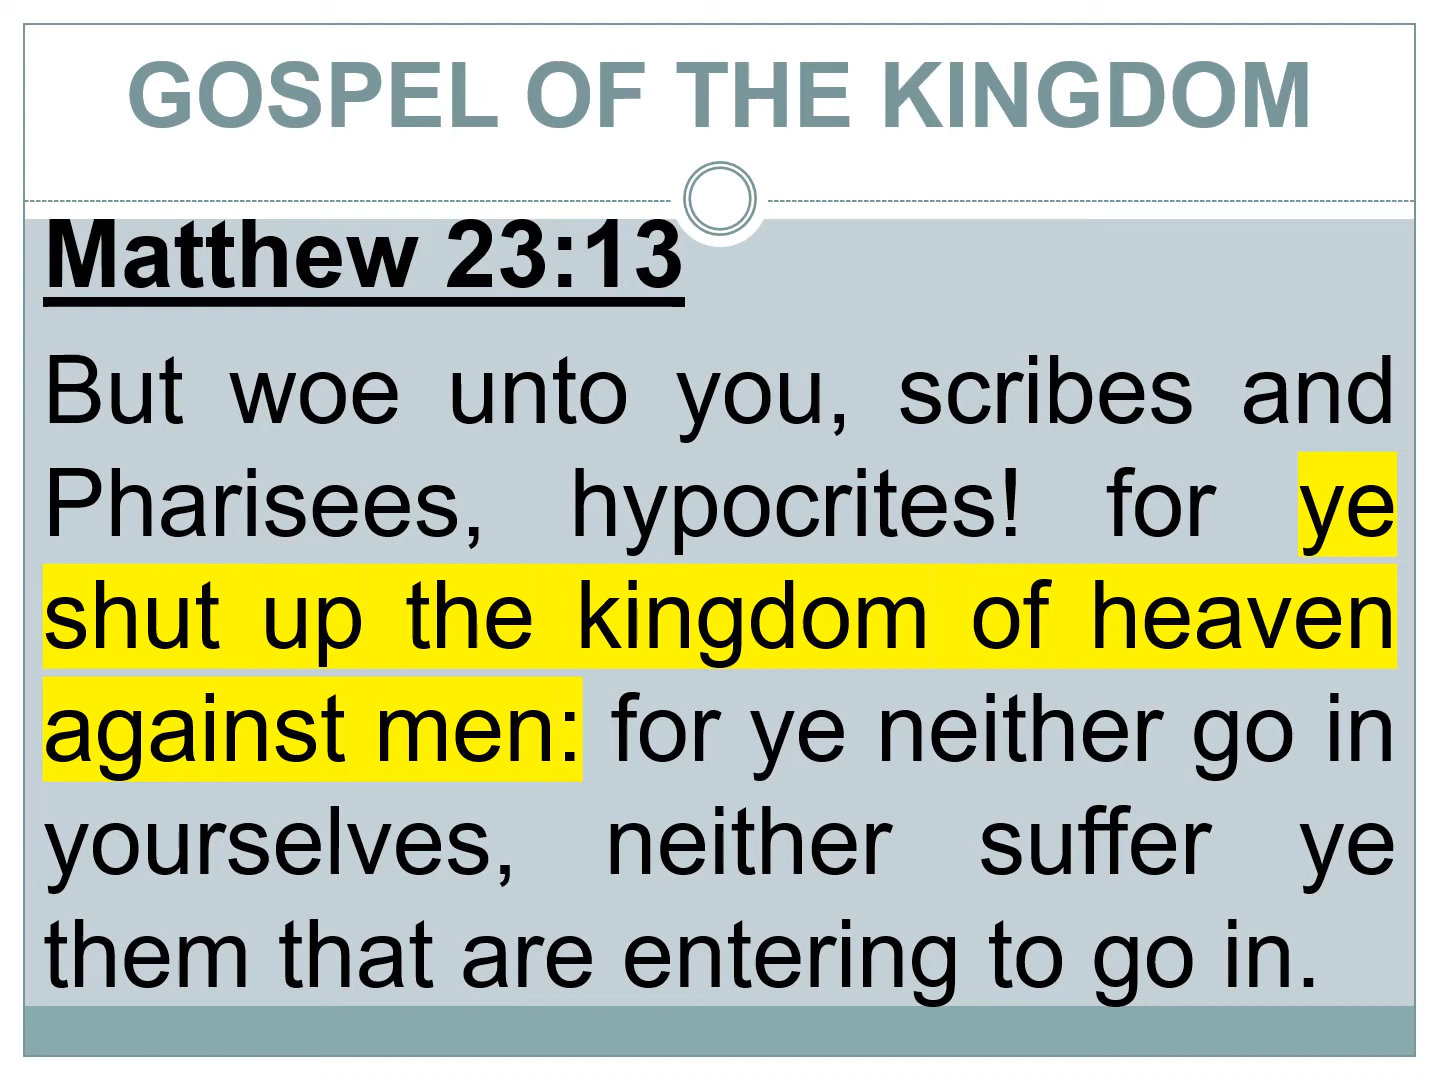 GOSPEL OF THE KINGDOM
Matthew 23:13
But woe unto you, scribes and
Pharisees, hypocrites! for ye
shut up the kingdom of heaven
against men: for ye neither go in
yourselves, neither suffer ye
them that are entering to go in.